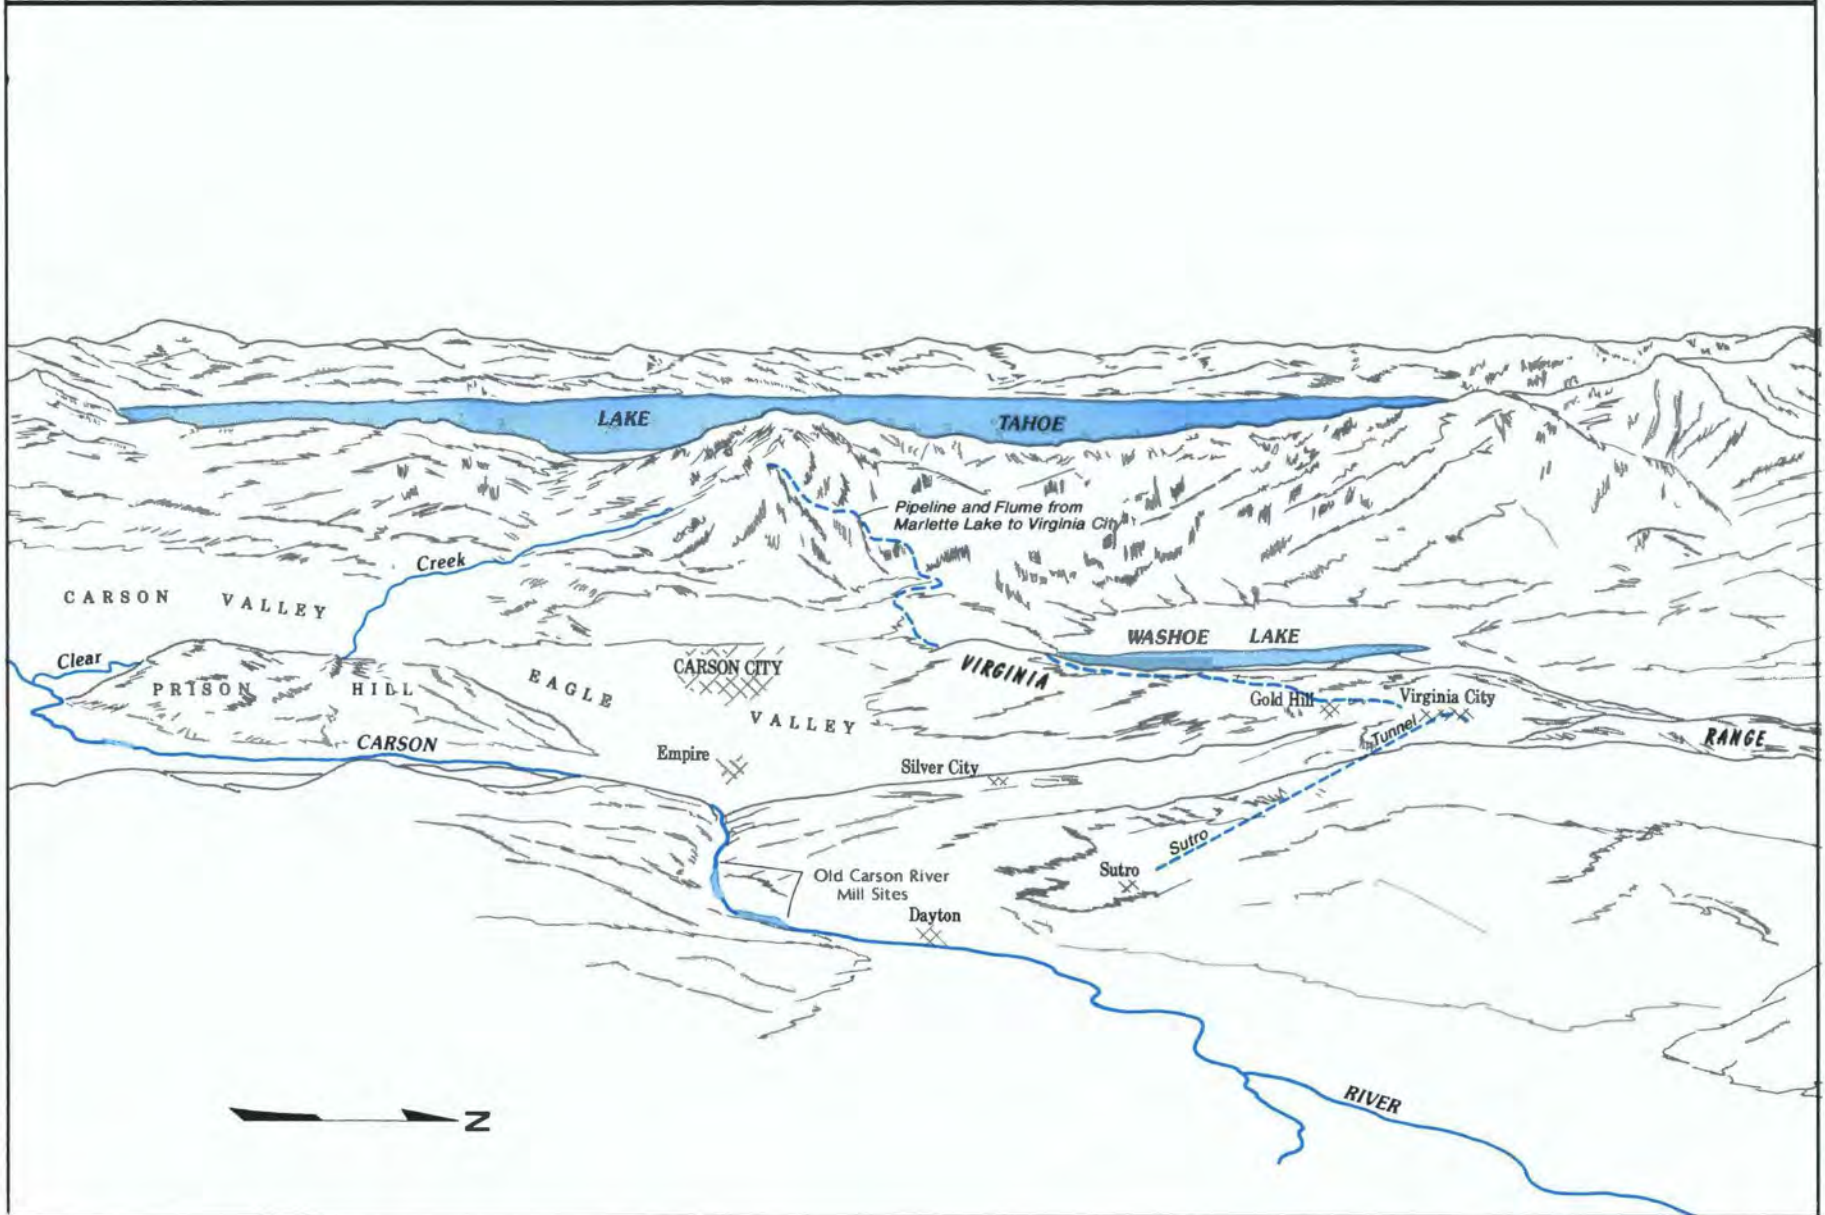 LAKE TAHOE
Pipeline and Flume from
Marlette Lake to Virginia City
Creek
CARSON VALLEY
WASHOE LAKE
Clear
CARSON CITY
VIRGINIA
PRISON HILL
EAGLE
VALLEY
Gold Hill
Virginia City
Tunnel
RANGE
CARSON
Empire
Silver City
Sutro
Sutro
Old Carson River
Mill Sites
Dayton
RIVER
N